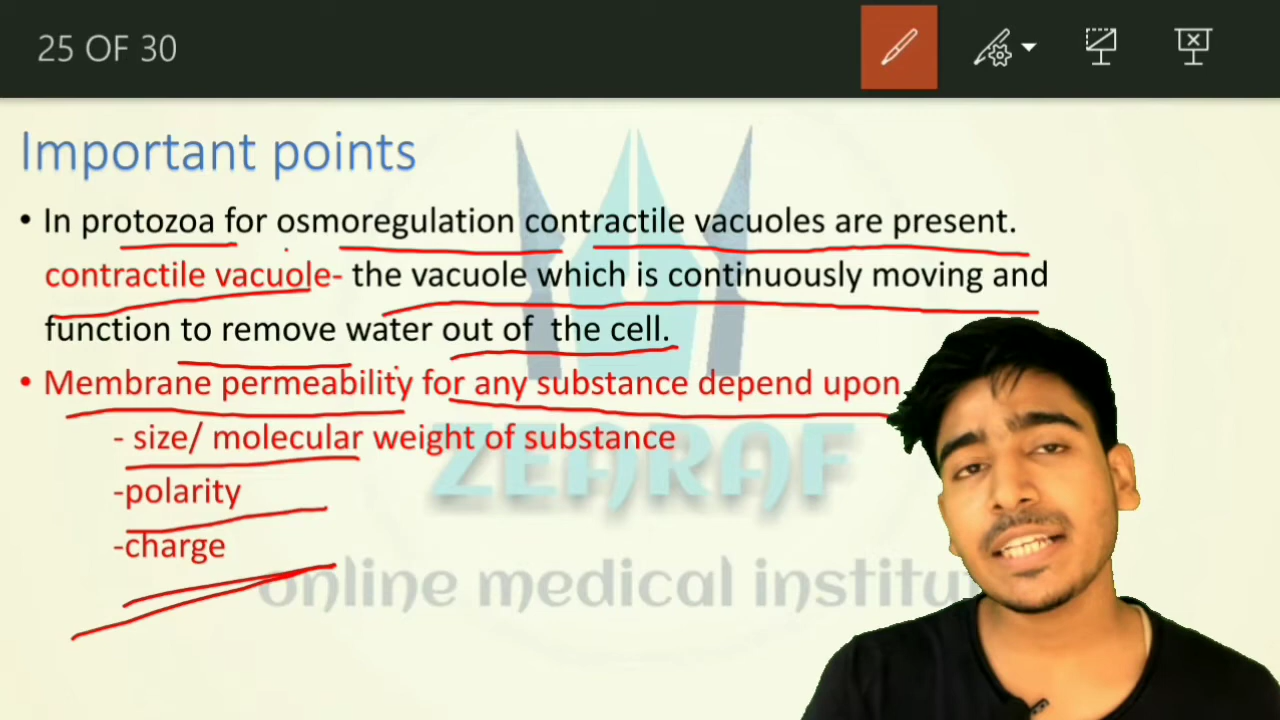 25 OF 30
Important points
• In protozoa for osmoregulation contractile vacuoles are present.
contractile vacuole- the vacuole which is continuously moving and
function to remove water out of  the cell.
• Membrane permeability for any substance depend upon
- size/ molecular weight of substance
-polarity
-charge
ZEARAF
online medical institu